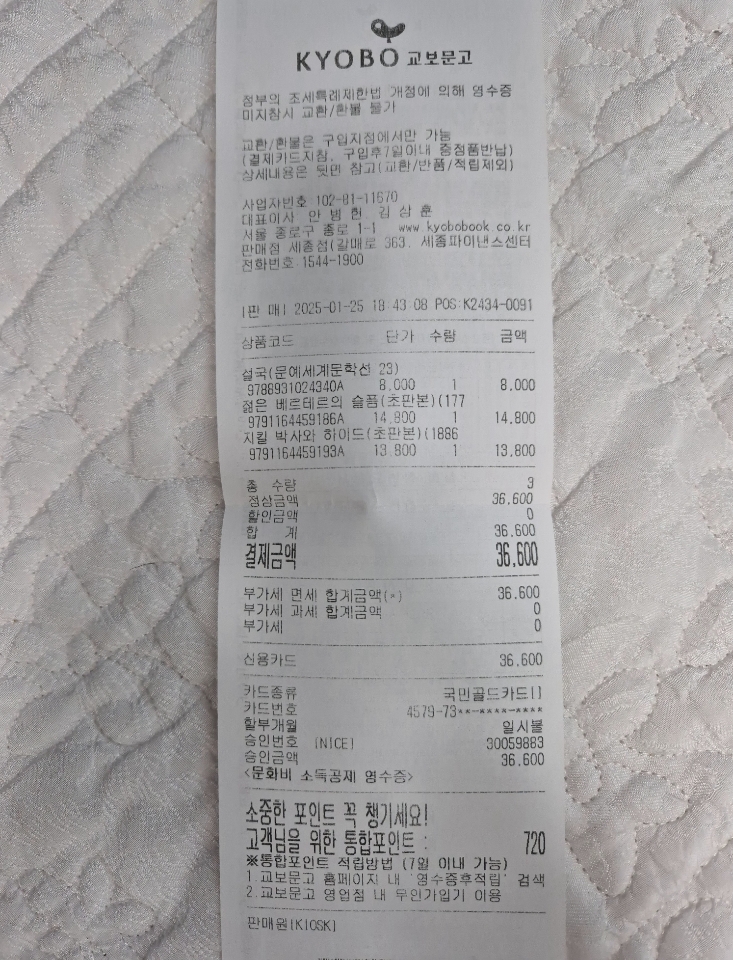 KYOBO 교보문고
정부의 조세특례제한법 개정에 의해 영수증
미지참시 교환/환불 불가
교환/환불은 구입지점에서만 가능
(결제카드지참, 구입후7일이내 증정품반납)
상세내용은 뒷면 참고(교환/반품/적립제외)
사업자번호 102-81-11670
대표이사 안 병 현 김 상 훈
서울 종로구 종로 1-1 www.kyobobook.co.kr
판매점 세종점(갈매로 363. 세종파이낸스센터
전화번호 1544-1900
[판 매] 2025-01-25 18:43:08 POS:K2434-0091
상품코드 단가 수량 금액
설국(문예세계문학선 23)
9788931024340A 8,000 1 8,000
젊은 베르테르의 슬픔(초판본)(177
9791164459186A 14,800 1 14,800
지킬 박사와 하이드(초판본)(1886
9791164459193A 13,800 1 13,800
총 수량 3
정상금액 36,600
할인금액 0
합 계 36,600
결제금액 36,600
부가세 면세 합계금액(*) 36,600
부가세 과세 합계금액 0
부가세 0
신용카드 36,600
카드종류 국민골드카드II
카드번호 4579-73**-****-****
할부개월 일시불
승인번호 [NICE] 30059883
승인금액 36,600
<문화비 소득공제 영수증>
소중한 포인트 꼭 챙기세요!
고객님을 위한 통합포인트 : 720
※통합포인트 적립방법 (7일 이내 가능)
1.교보문고 홈페이지 내 '영수증후적립' 검색
2.교보문고 영업점 내 무인가입기 이용
판매원[KIOSK]